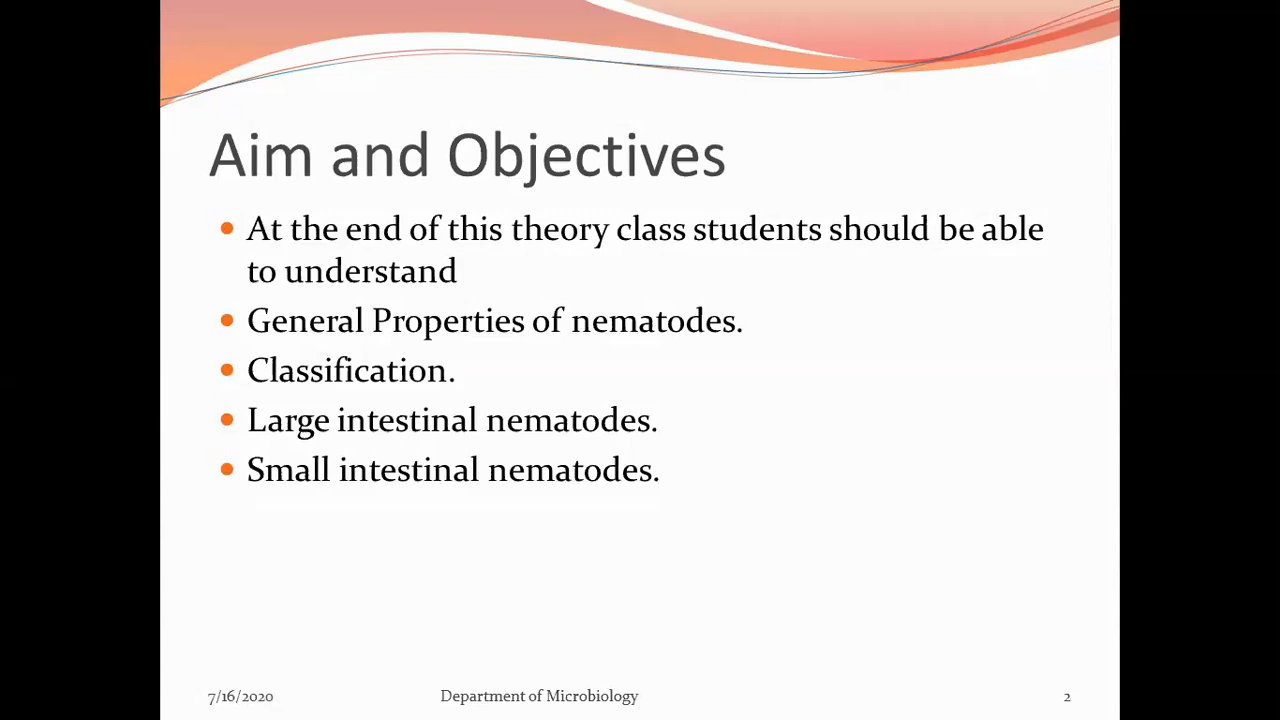 Aim and Objectives
At the end of this theory class students should be able
to understand
General Properties of nematodes.
Classification.
Large intestinal nematodes.
Small intestinal nematodes.
7/16/2020
Department of Microbiology
2